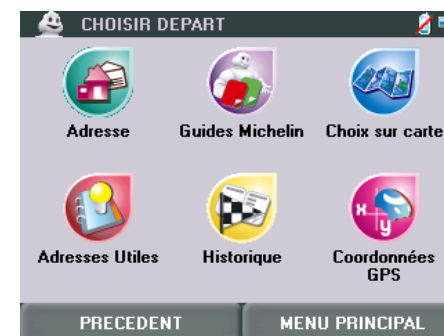 CHOISIR DEPART
Adresse
Guides Michelin
Choix sur carte
Adresses Utiles
Historique
Coordonnées
GPS
x
y
PRECEDENT
MENU PRINCIPAL